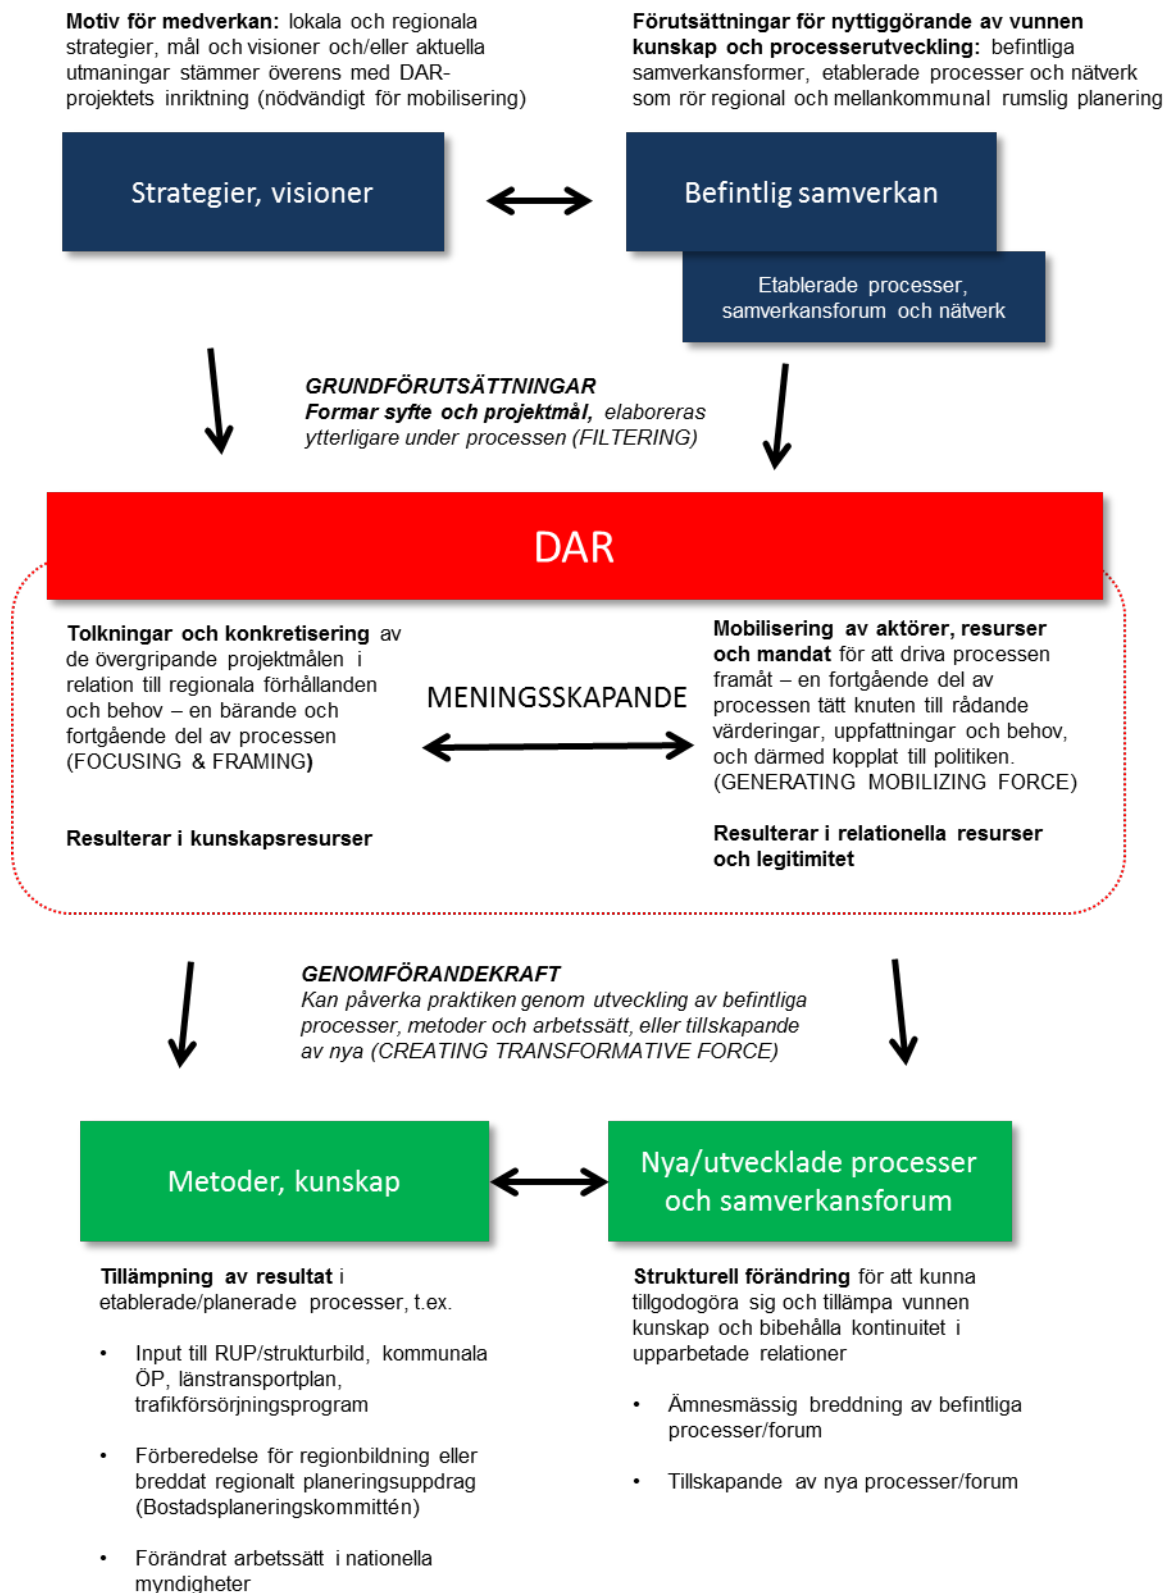 Motiv för medverkan: lokala och regionala
strategier, mål och visioner och/eller aktuella
utmaningar stämmer överens med DAR-
projektets inriktning (nödvändigt för mobilisering)
Förutsättningar för nyttiggörande av vunnen
kunskap och processerutveckling: befintliga
samverkansformer, etablerade processer och nätverk
som rör regional och mellankommunal rumslig planering
Strategier, visioner
Befintlig samverkan
Etablerade processer,
samverkansforum och nätverk
GRUNDFÖRUTSÄTTNINGAR
Formar syfte och projektmål, elaboreras
ytterligare under processen (FILTERING)
DAR
Tolkningar och konkretisering av
de övergripande projektmålen i
relation till regionala förhållanden
och behov – en bärande och
fortgående del av processen
(FOCUSING & FRAMING)
Resulterar i kunskapsresurser
MENINGSSKAPANDE
Mobilisering av aktörer, resurser
och mandat för att driva processen
framåt – en fortgående del av
processen tätt knuten till rådande
värderingar, uppfattningar och behov,
och därmed kopplat till politiken.
(GENERATING MOBILIZING FORCE)
Resulterar i relationella resurser
och legitimitet
GENOMFÖRANDEKRAFT
Kan påverka praktiken genom utveckling av befintliga
processer, metoder och arbetssätt, eller tillskapande
av nya (CREATING TRANSFORMATIVE FORCE)
Metoder, kunskap
Nya/utvecklade processer
och samverkansforum
Tillämpning av resultat i
etablerade/planerade processer, t.ex.
• Input till RUP/strukturbild, kommunala
ÖP, länstransportplan,
trafikförsörjningsprogram
• Förberedelse för regionbildning eller
breddat regionalt planeringsuppdrag
(Bostadsplaneringskommittén)
• Förändrat arbetssätt i nationella
myndigheter
Strukturell förändring för att kunna
tillgodogöra sig och tillämpa vunnen
kunskap och bibehålla kontinuitet i
upparbetade relationer
• Ämnesmässig breddning av befintliga
processer/forum
• Tillskapande av nya processer/forum